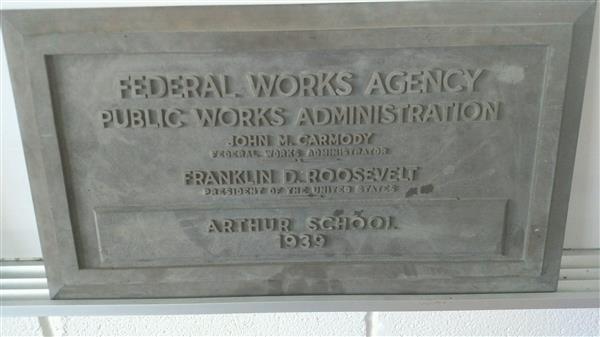 FEDERAL WORKS AGENCY
PUBLIC WORKS ADMINISTRATION
JOHN M. CARMODY
FEDERAL WORKS ADMINISTRATOR
FRANKLIN D. ROOSEVELT
PRESIDENT OF THE UNITED STATES
ARTHUR SCHOOL
1939